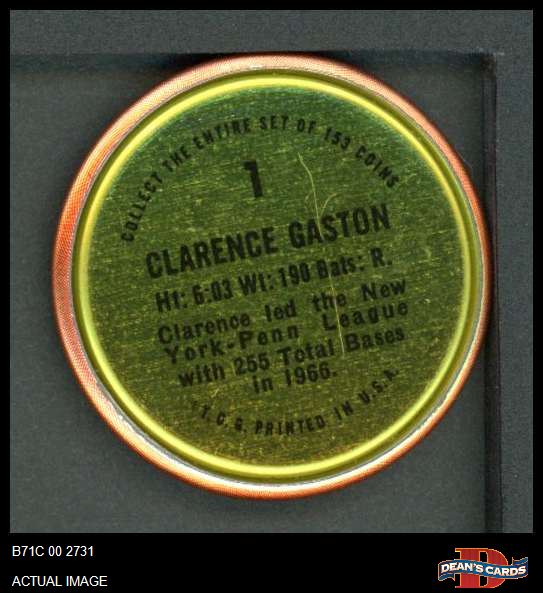 COLLECT THE ENTIRE SET OF 153 COINS
1
CLARENCE GASTON
Ht: 6-03 Wt: 190 Bats: R.
Clarence led the New
York-Penn League
with 255 Total Bases
in 1966.
* T. C. G. PRINTED IN U.S.A.
B71C 00 2731
ACTUAL IMAGE
D
DEAN'S CARDS